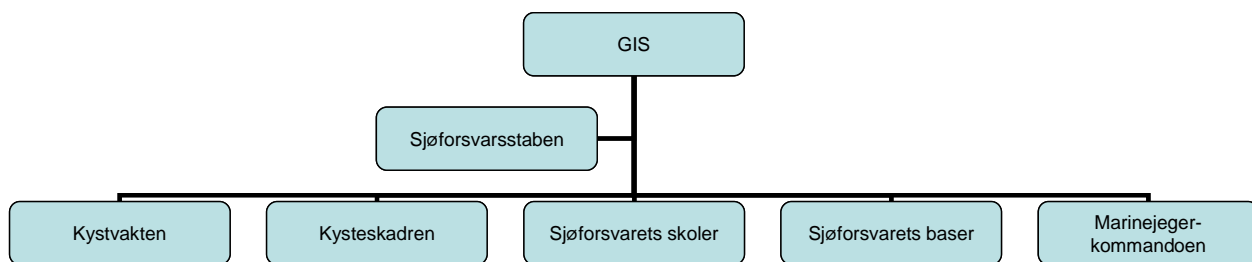 GIS
Sjøforsvarsstaben
Kystvakten
Kysteskadren
Sjøforsvarets skoler
Sjøforsvarets baser
Marinejeger-
kommandoen